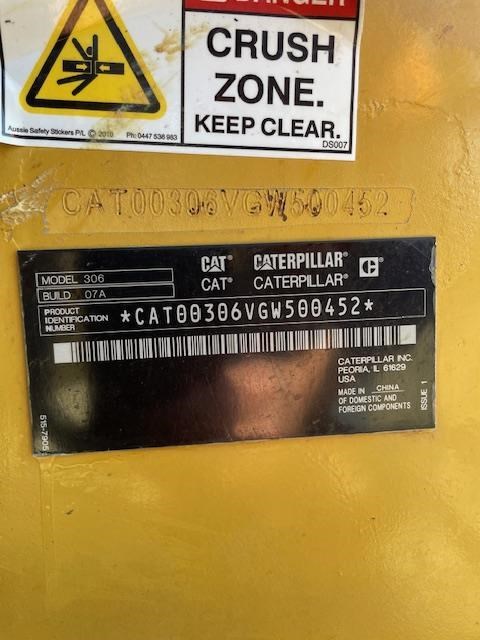 DANGER
CRUSH
ZONE.
KEEP CLEAR.
DS007
Aussie Safety Stickers P/L © 2018 Ph: 0447 536 983
CAT00306VGW500452
MODEL 306
BUILD 07A
CAT® CATERPILLAR® C®
CAT® CATERPILLAR®
PRODUCT
IDENTIFICATION
NUMBER
*CAT00306VGW500452*
CATERPILLAR INC.
PEORIA, IL 61629
USA
MADE IN CHINA
OF DOMESTIC AND
FOREIGN COMPONENTS
ISSUE 1
515-7905